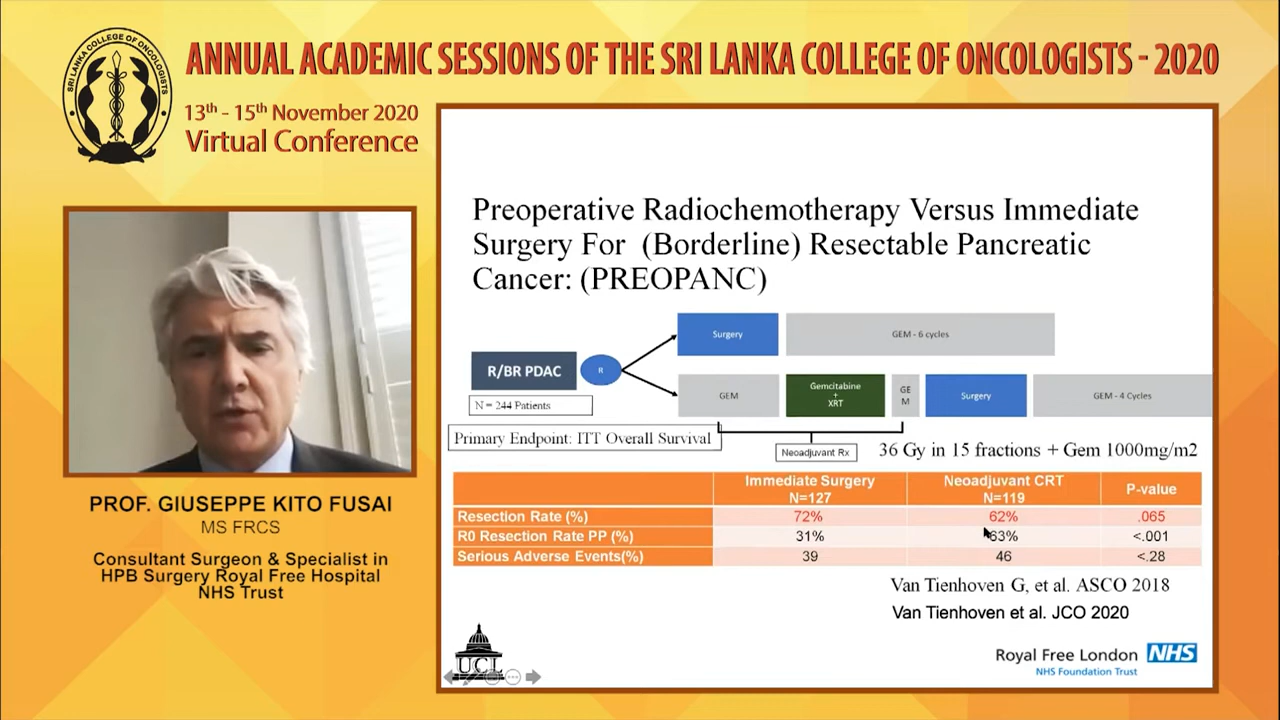 SRI LANKA COLLEGE OF ONCOLOGISTS
ANNUAL ACADEMIC SESSIONS OF THE SRI LANKA COLLEGE OF ONCOLOGISTS - 2020
13th - 15th November 2020
Virtual Conference
PROF. GIUSEPPE KITO FUSAI
MS FRCS
Consultant Surgeon & Specialist in
HPB Surgery Royal Free Hospital
NHS Trust
Preoperative Radiochemotherapy Versus Immediate
Surgery For (Borderline) Resectable Pancreatic
Cancer: (PREOPANC)
Surgery
GEM - 6 cycles
R/BR PDAC
R
N = 244 Patients
GEM
Gemcitabine
+
XRT
GE
M
Surgery
GEM - 4 Cycles
Primary Endpoint: ITT Overall Survival
Neoadjuvant Rx
36 Gy in 15 fractions + Gem 1000mg/m2
Immediate Surgery
N=127
Neoadjuvant CRT
N=119
P-value
Resection Rate (%) 72% 62% .065
R0 Resection Rate PP (%) 31% 63% <.001
Serious Adverse Events(%) 39 46 <.28
Van Tienhoven G, et al. ASCO 2018
Van Tienhoven et al. JCO 2020
UCL
Royal Free London NHS
NHS Foundation Trust